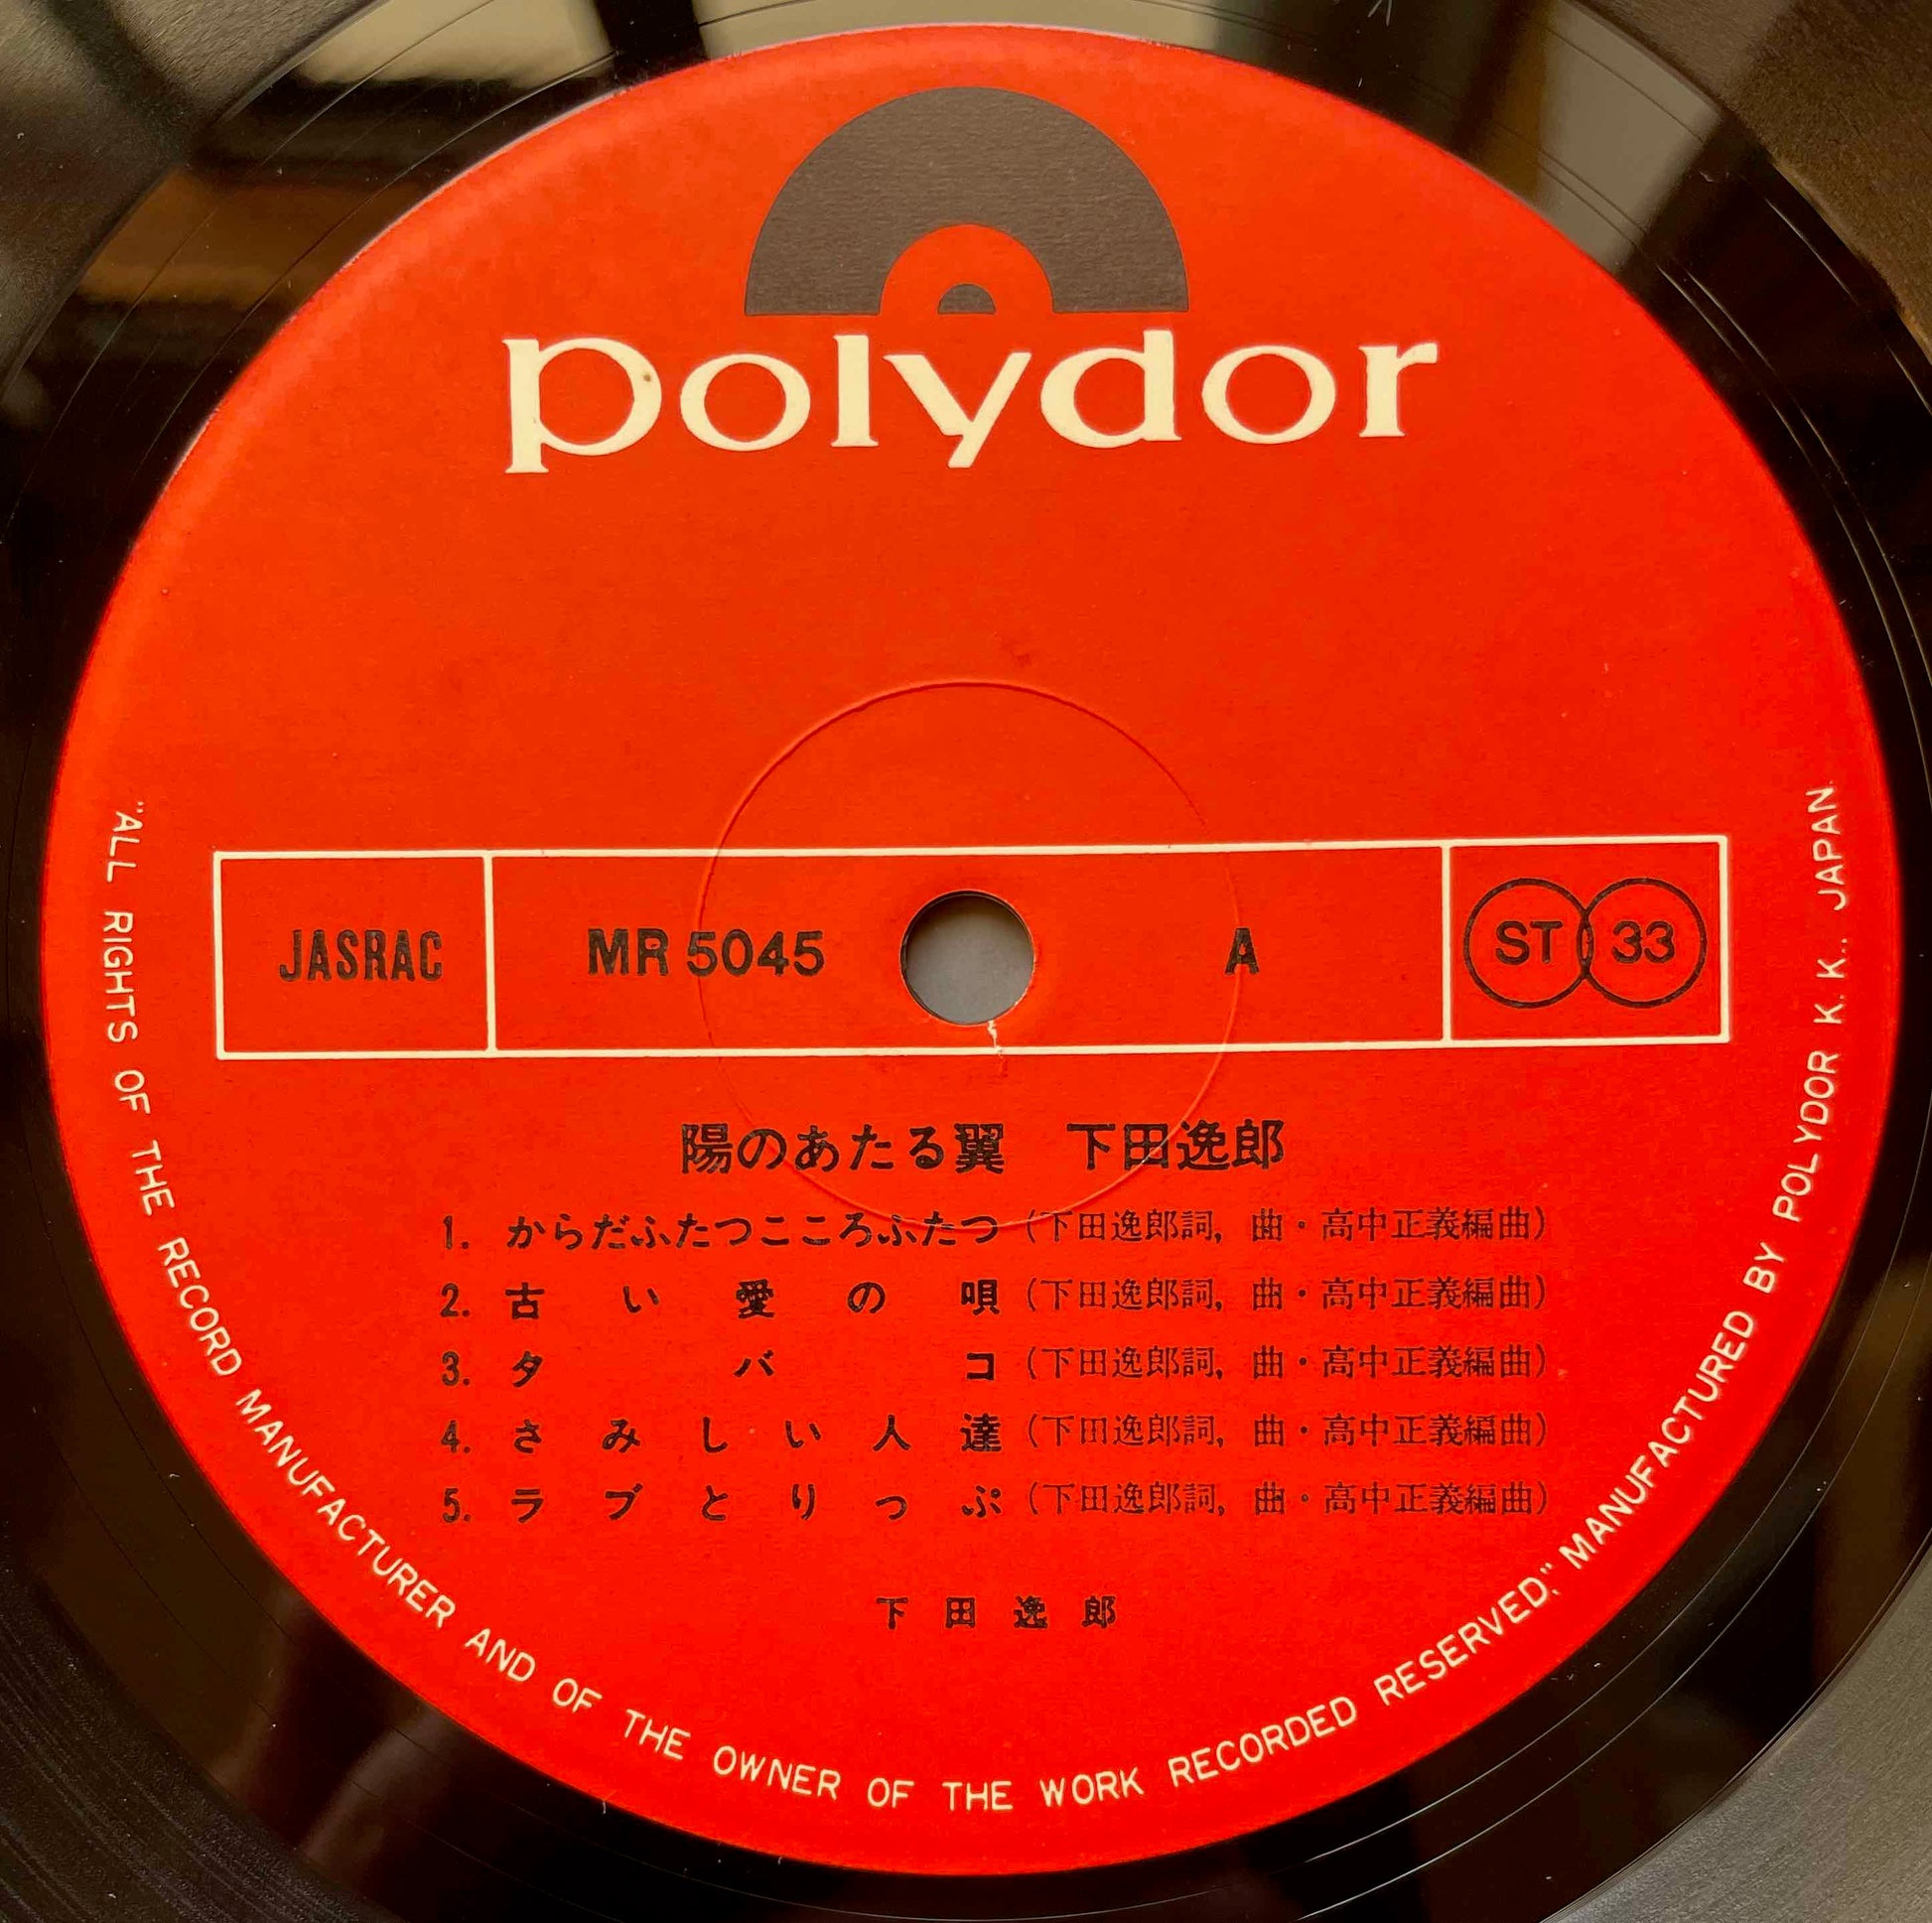 polydor
JASRAC MR 5045 A ST 33
陽のあたる翼 下田逸郎
1. からだふたつこころふたつ (下田逸郎詞, 曲・高中正義編曲)
2. 古い愛の唄 (下田逸郎詞, 曲・高中正義編曲)
3. タバコ (下田逸郎詞, 曲・高中正義編曲)
4. さみしい人達 (下田逸郎詞, 曲・高中正義編曲)
5. ラブとりっぷ (下田逸郎詞, 曲・高中正義編曲)
下田逸郎
"ALL RIGHTS OF THE RECORD MANUFACTURER AND OF THE OWNER OF THE WORK RECORDED RESERVED." MANUFACTURED BY POLYDOR K. K., JAPAN